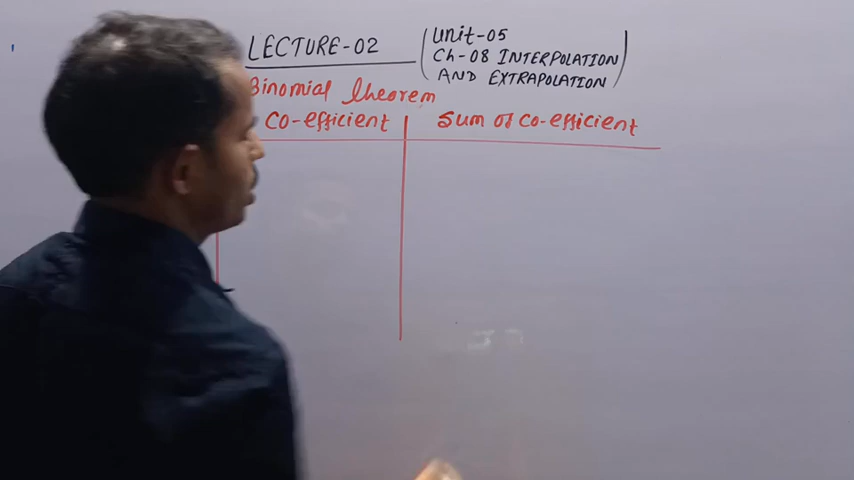 LECTURE-02
Unit-05
Ch-08 INTERPOLATION
AND EXTRAPOLATION
Binomial theorem
Co-efficient
Sum of Co-efficient